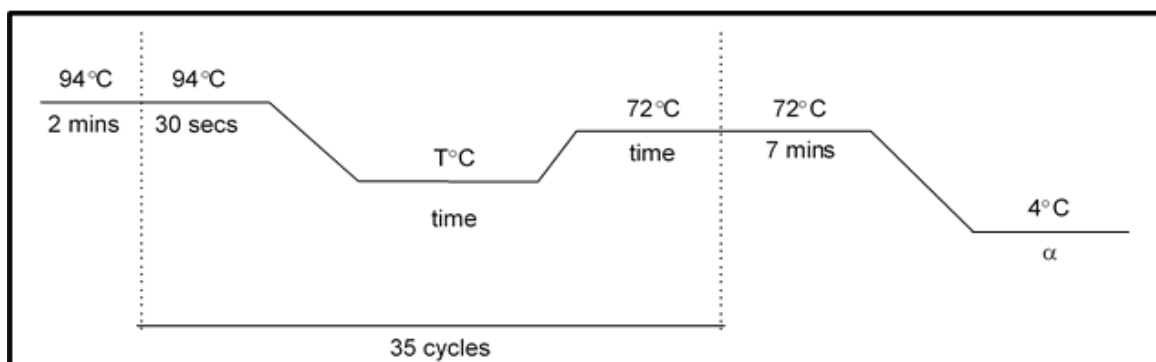 94°C 94°C 72°C 72°C
2 mins 30 secs time 7 mins
T°C
time
4°C
α
35 cycles